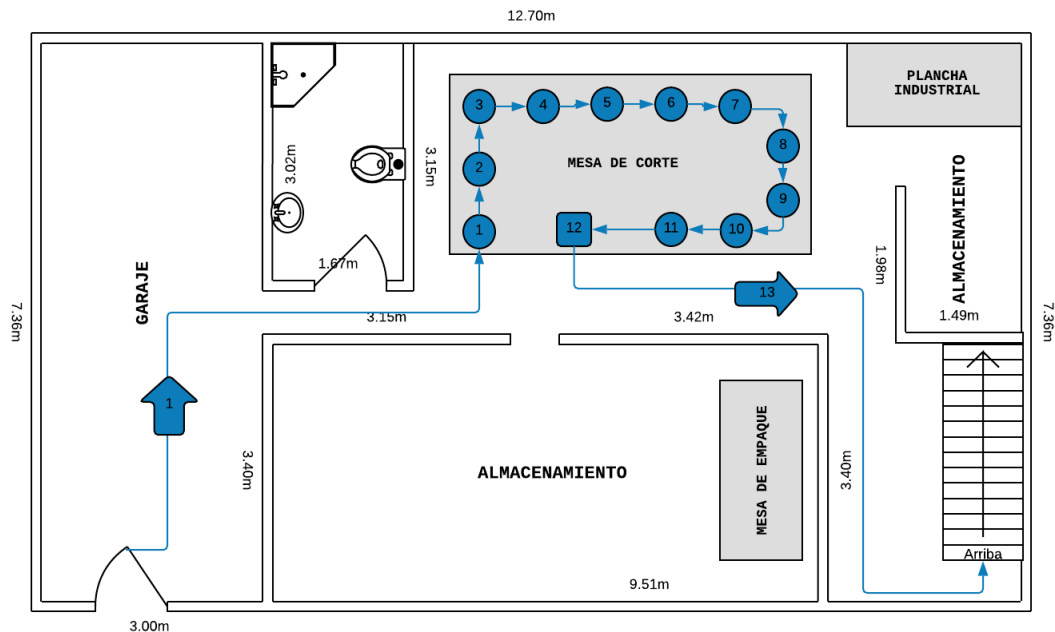 12.70m
PLANCHA
INDUSTRIAL
3
4
5
6
7
8
MESA DE CORTE
3.02m
3.15m
2
9
1
12
11
10
ALMACENAMIENTO
1.67m
GARAJE
1.98m
13
7.36m
3.15m
3.42m
1.49m
7.36m
1
3.40m
ALMACENAMIENTO
MESA DE EMPAQUE
3.40m
Arriba
9.51m
3.00m